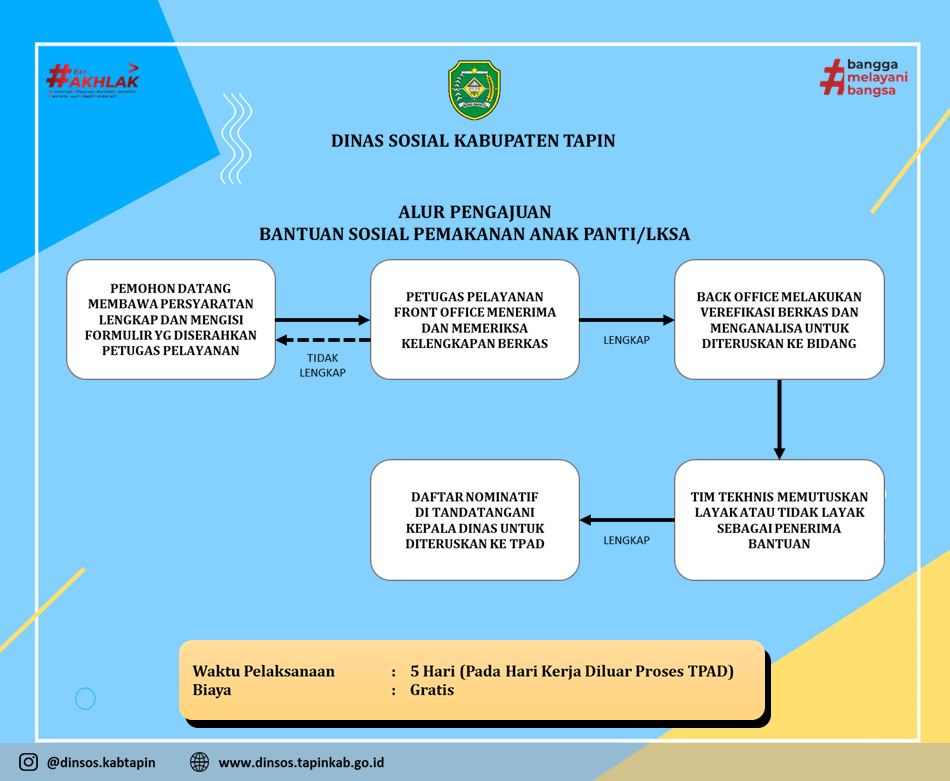 #AKHLAK
bangga
#melayani
bangsa
DINAS SOSIAL KABUPATEN TAPIN
ALUR PENGAJUAN
BANTUAN SOSIAL PEMAKANAN ANAK PANTI/LKSA
PEMOHON DATANG
MEMBAWA PERSYARATAN
LENGKAP DAN MENGISI
FORMULIR YG DISERAHKAN
PETUGAS PELAYANAN
TIDAK
LENGKAP
PETUGAS PELAYANAN
FRONT OFFICE MENERIMA
DAN MEMERIKSA
KELENGKAPAN BERKAS
LENGKAP
BACK OFFICE MELAKUKAN
VEREFIKASI BERKAS DAN
MENGANALISA UNTUK
DITERUSKAN KE BIDANG
TIM TEKHNIS MEMUTUSKAN
LAYAK ATAU TIDAK LAYAK
SEBAGAI PENERIMA
BANTUAN
LENGKAP
DAFTAR NOMINATIF
DI TANDATANGANI
KEPALA DINAS UNTUK
DITERUSKAN KE TPAD
Waktu Pelaksanaan : 5 Hari (Pada Hari Kerja Diluar Proses TPAD)
Biaya : Gratis
@dinsos.kabtapin
www.dinsos.tapinkab.go.id